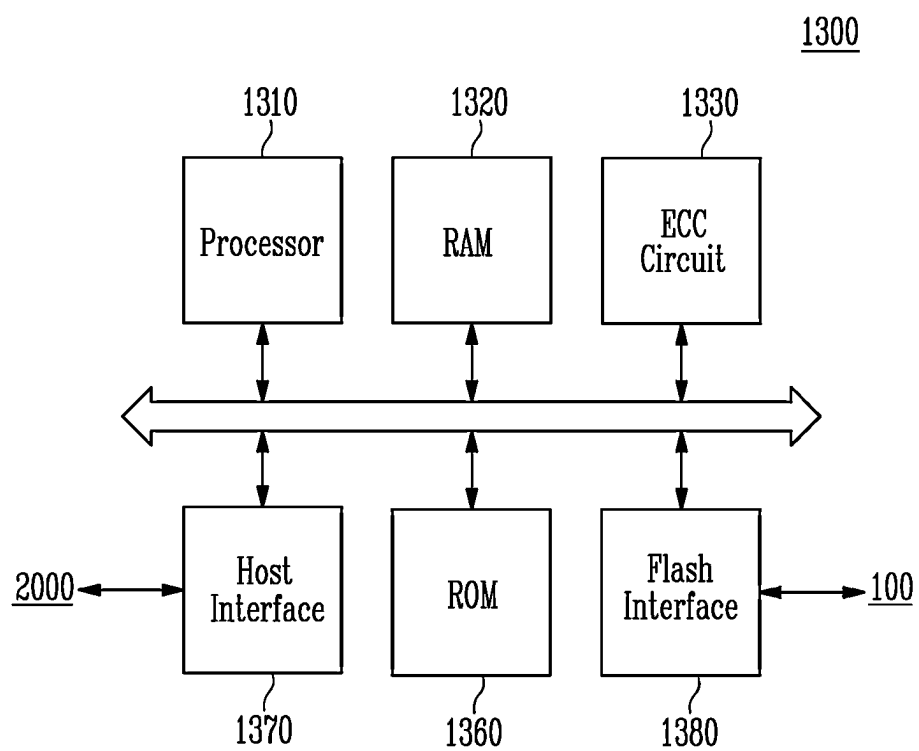 1300
1310
1320
1330
Processor
RAM
ECC
Circuit
2000
Host
Interface
ROM
Flash
Interface
100
1370
1360
1380